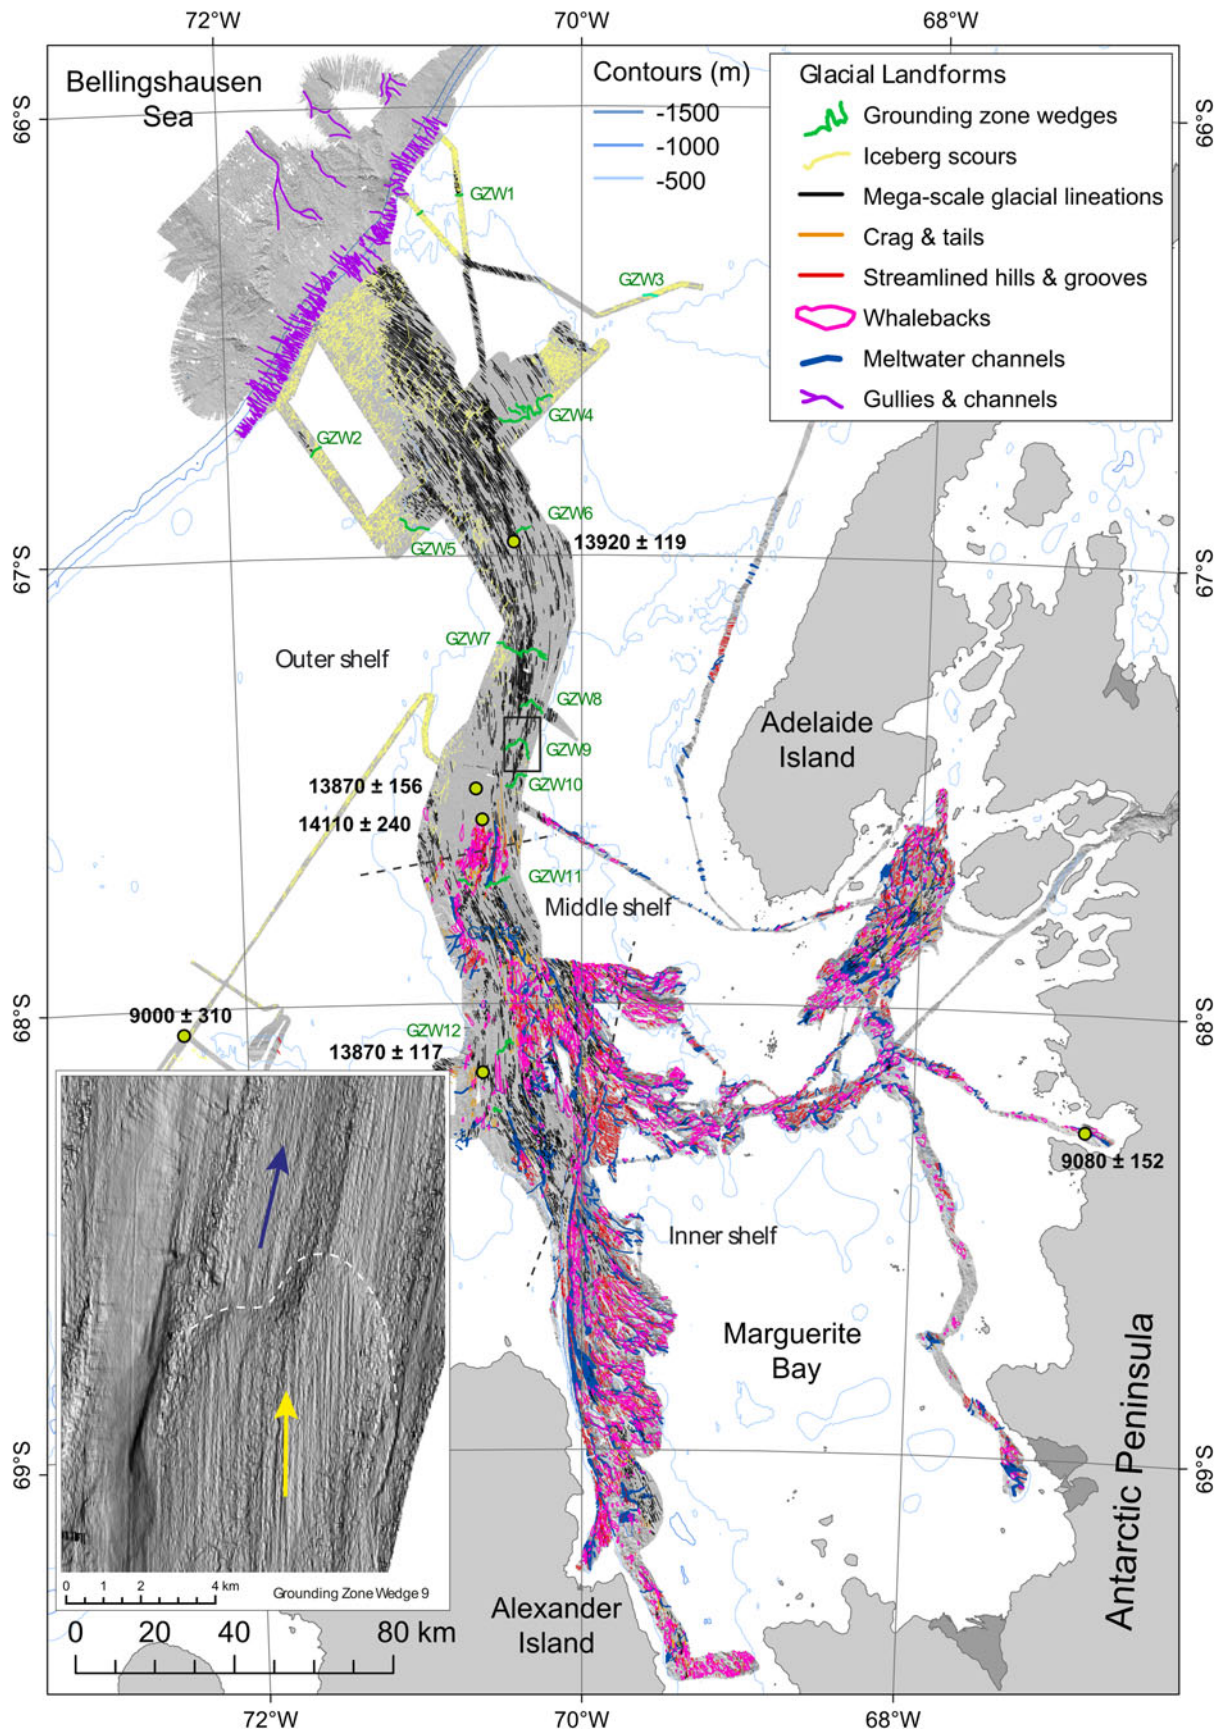 72°W
70°W
68°W
Bellingshausen
Sea
Contours (m)
-1500
-1000
-500
Glacial Landforms
Grounding zone wedges
Iceberg scours
Mega-scale glacial lineations
Crag & tails
Streamlined hills & grooves
Whalebacks
Meltwater channels
Gullies & channels
66°S
66°S
GZW1
GZW3
GZW4
GZW2
GZW6
GZW5
13920 ± 119
67°S
67°S
GZW7
Outer shelf
GZW8
Adelaide
Island
GZW9
GZW10
13870 ± 156
14110 ± 240
GZW11
Middle shelf
68°S
68°S
9000 ± 310
GZW12
13870 ± 117
9080 ± 152
Inner shelf
Marguerite
Bay
Antarctic Peninsula
69°S
69°S
0 1 2 4 km
Grounding Zone Wedge 9
Alexander
Island
0 20 40 80 km
72°W
70°W
68°W